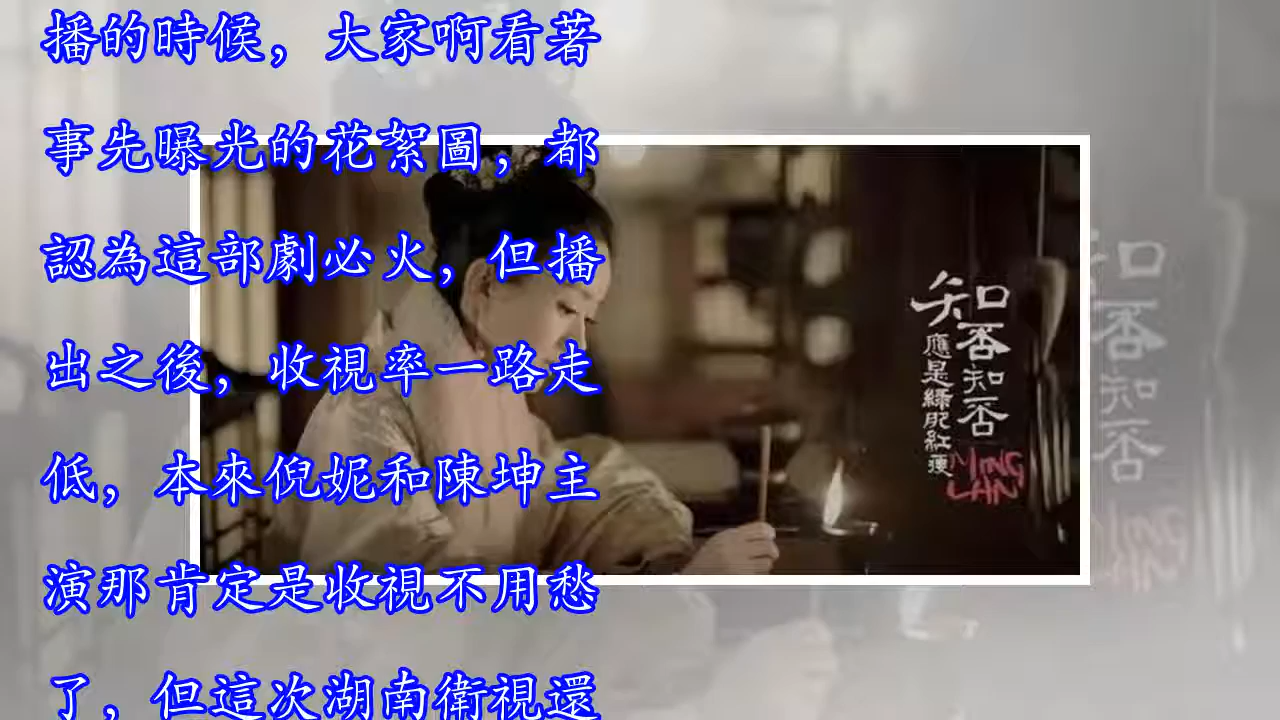 播的時候，大家啊看著
事先曝光的花絮圖，都
認為這部劇必火，但播
出之後，收視率一路走
低，本來倪妮和陳坤主
演那肯定是收視不用愁
了，但這次湖南衛視還
知否
知否
應是綠肥紅瘦
MING
LAN
知否
知否